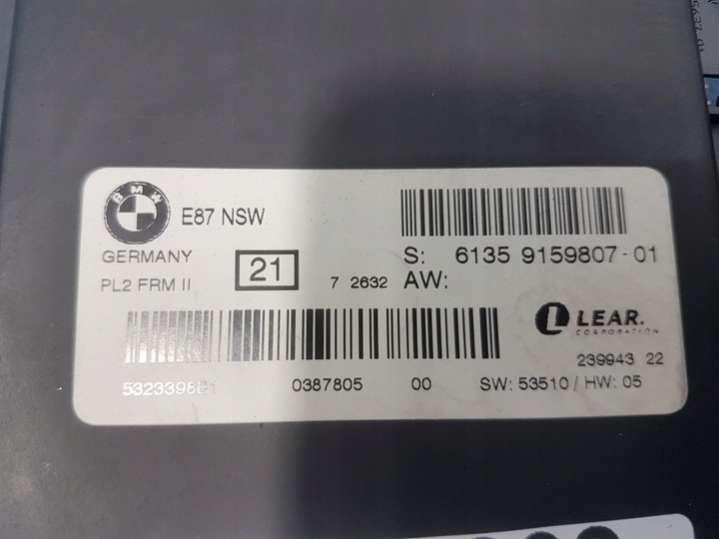 BMW
E87 NSW
GERMANY
PL2 FRM II
21
7 2632
S: 6135 9159807-01
AW:
LEAR.
CORPORATION
239943 22
0387805 00
SW: 53510 / HW: 05